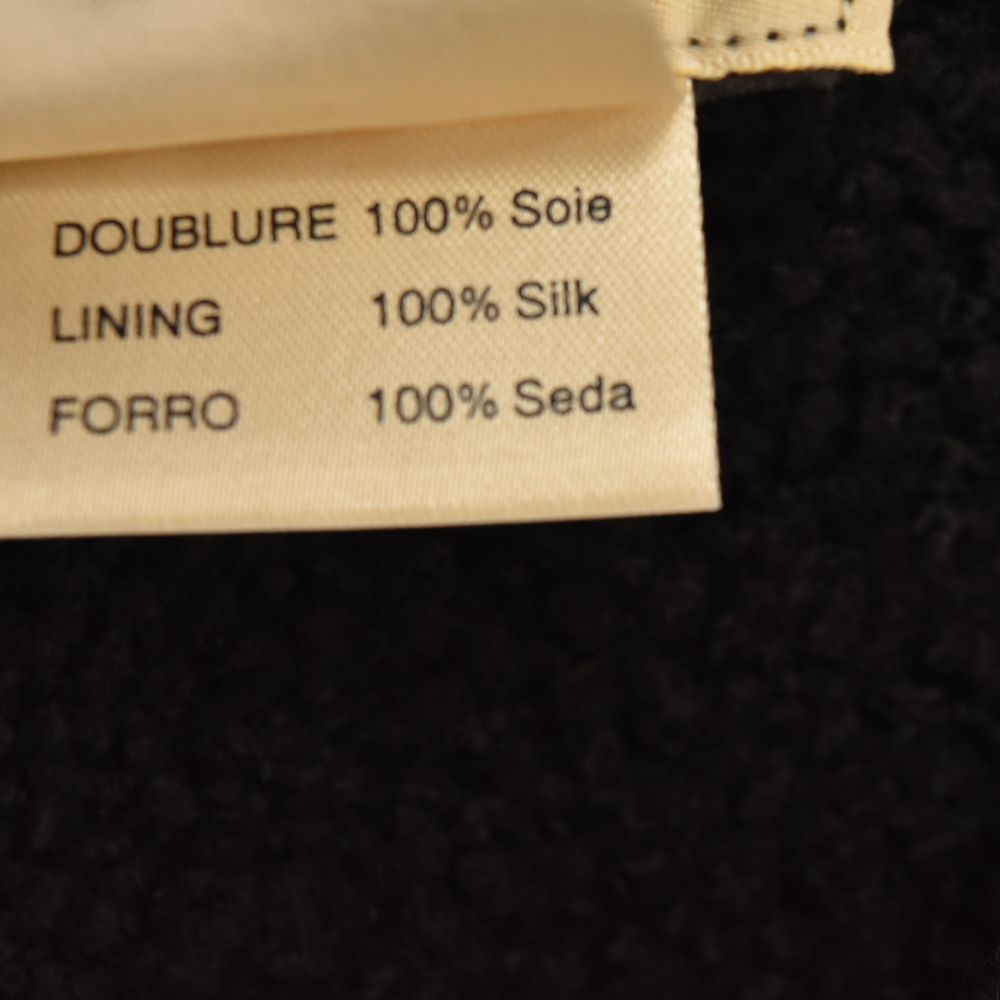 DOUBLURE 100% Soie
LINING 100% Silk
FORRO 100% Seda